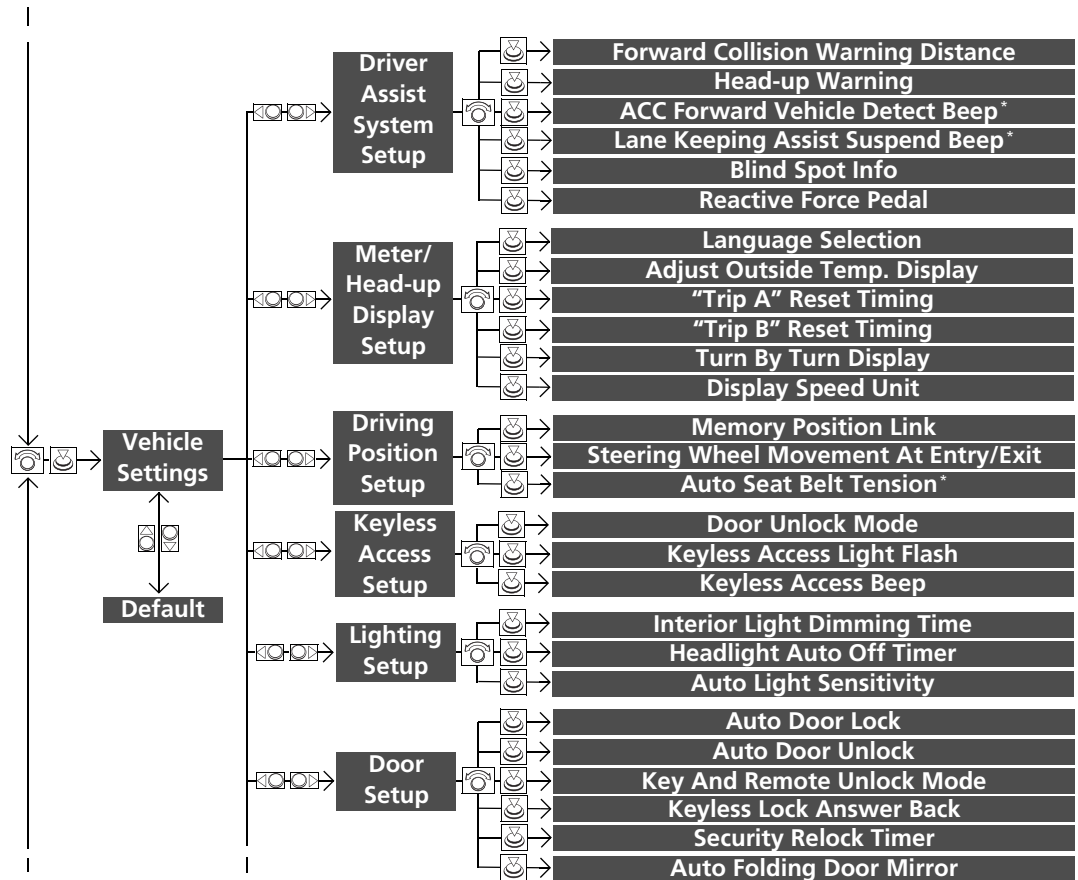 Driver
Assist
System
Setup
Forward Collision Warning Distance
Head-up Warning
ACC Forward Vehicle Detect Beep*
Lane Keeping Assist Suspend Beep*
Blind Spot Info
Reactive Force Pedal
Meter/
Head-up
Display
Setup
Language Selection
Adjust Outside Temp. Display
“Trip A” Reset Timing
“Trip B” Reset Timing
Turn By Turn Display
Display Speed Unit
Vehicle
Settings
Default
Driving
Position
Setup
Memory Position Link
Steering Wheel Movement At Entry/Exit
Auto Seat Belt Tension*
Keyless
Access
Setup
Door Unlock Mode
Keyless Access Light Flash
Keyless Access Beep
Lighting
Setup
Interior Light Dimming Time
Headlight Auto Off Timer
Auto Light Sensitivity
Door
Setup
Auto Door Lock
Auto Door Unlock
Key And Remote Unlock Mode
Keyless Lock Answer Back
Security Relock Timer
Auto Folding Door Mirror